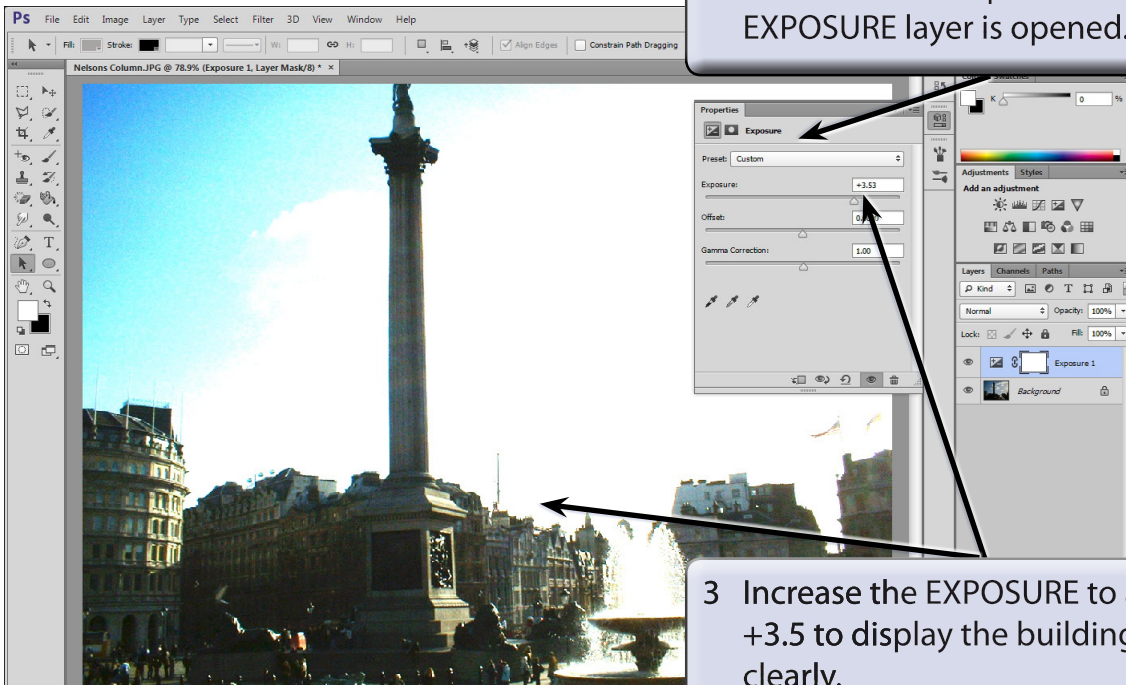 Ps File Edit Image Layer Type Select Filter 3D View Window Help
EXPOSURE layer is opened.
Fill: Stroke: W: H: Align Edges Constrain Path Dragging
Nelsons Column.JPG @ 78.9% (Exposure 1, Layer Mask/8) * ×
Swatches
K 0 %
Properties
Exposure
Preset: Custom
Exposure: +3.53
Offset:
Gamma Correction: 1.00
Adjustments Styles
Add an adjustment
Layers Channels Paths
Kind
Normal Opacity: 100%
Lock: Fill: 100%
Exposure 1
Background
3 Increase the EXPOSURE to
+3.5 to display the building
clearly.